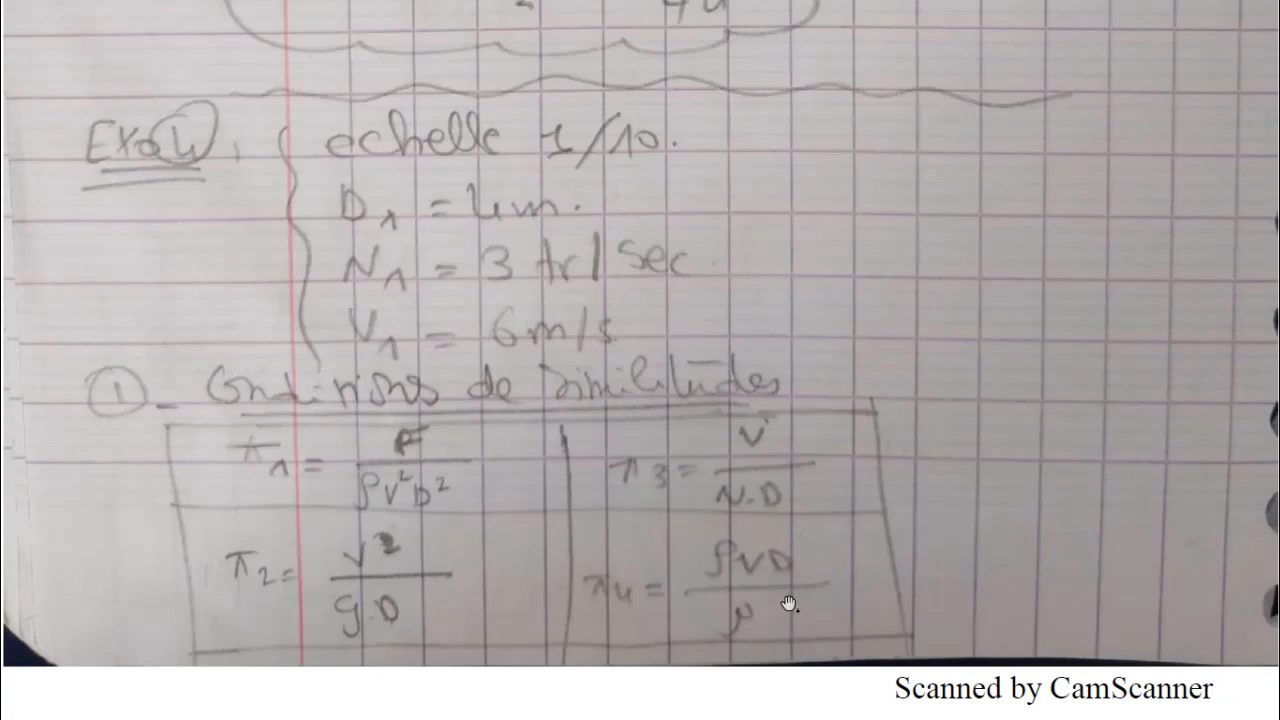 Exo 4. echelle 1/10.
D₁ = 4m.
N₁ = 3 tr/sec
V₁ = 6m/s
① - Conditions de Similitudes
π₁ = F / ρV²D²
π₃ = V / N.D
π₂ = V² / g.D
π₄ = ρVD / μ
Scanned by CamScanner